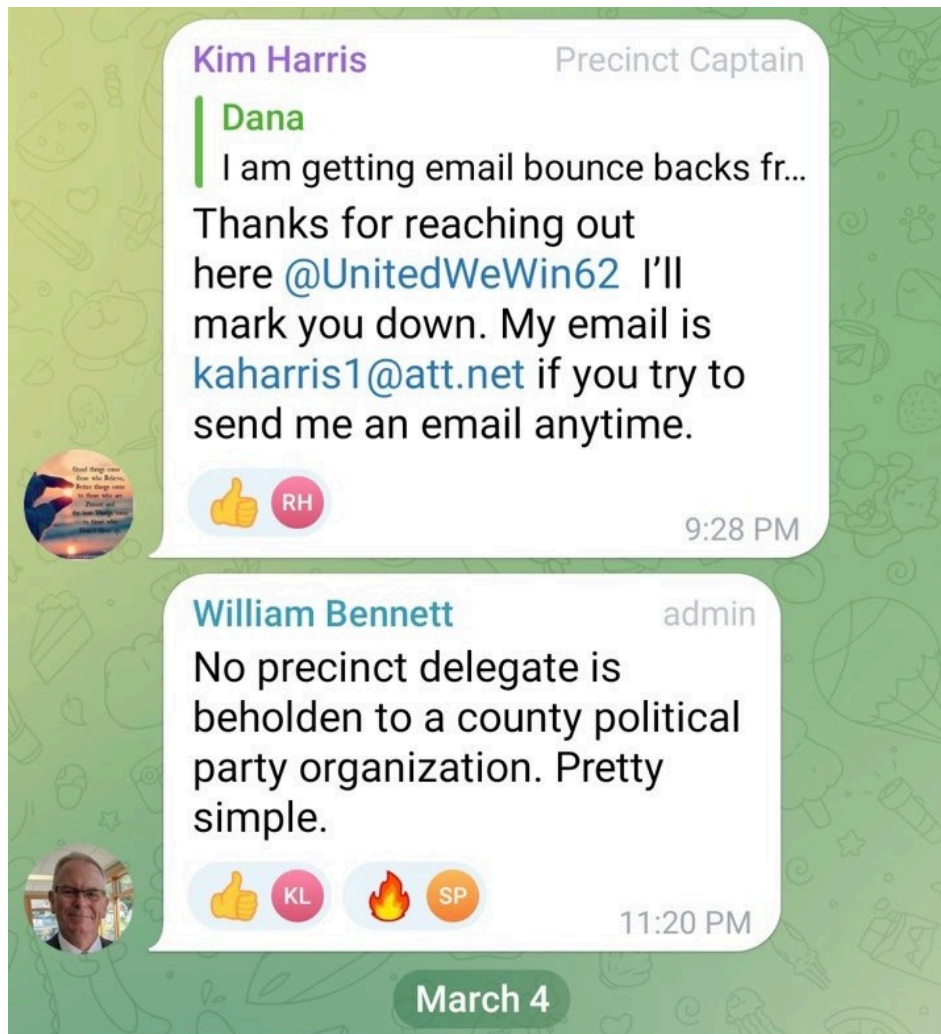 Kim Harris Precinct Captain
Dana
I am getting email bounce backs fr...
Thanks for reaching out
here @UnitedWeWin62 I’ll
mark you down. My email is
kaharris1@att.net if you try to
send me an email anytime.
RH
9:28 PM
William Bennett admin
No precinct delegate is
beholden to a county political
party organization. Pretty
simple.
KL SP
11:20 PM
March 4